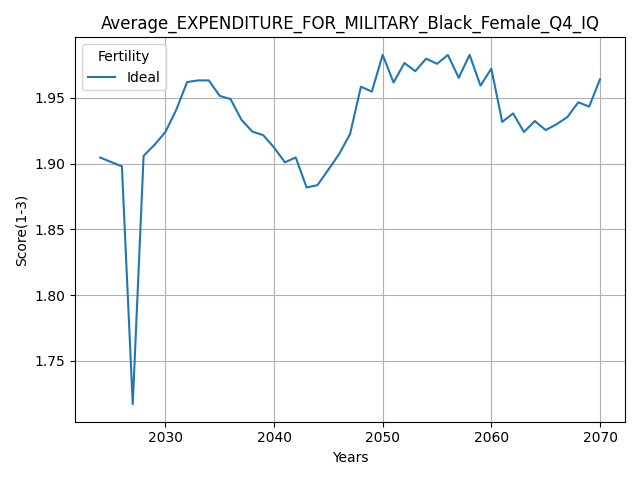 Average_EXPENDITURE_FOR_MILITARY_Black_Female_Q4_IQ
Fertility
Ideal
Score(1-3)
1.95
1.90
1.85
1.80
1.75
2030 2040 2050 2060 2070
Years